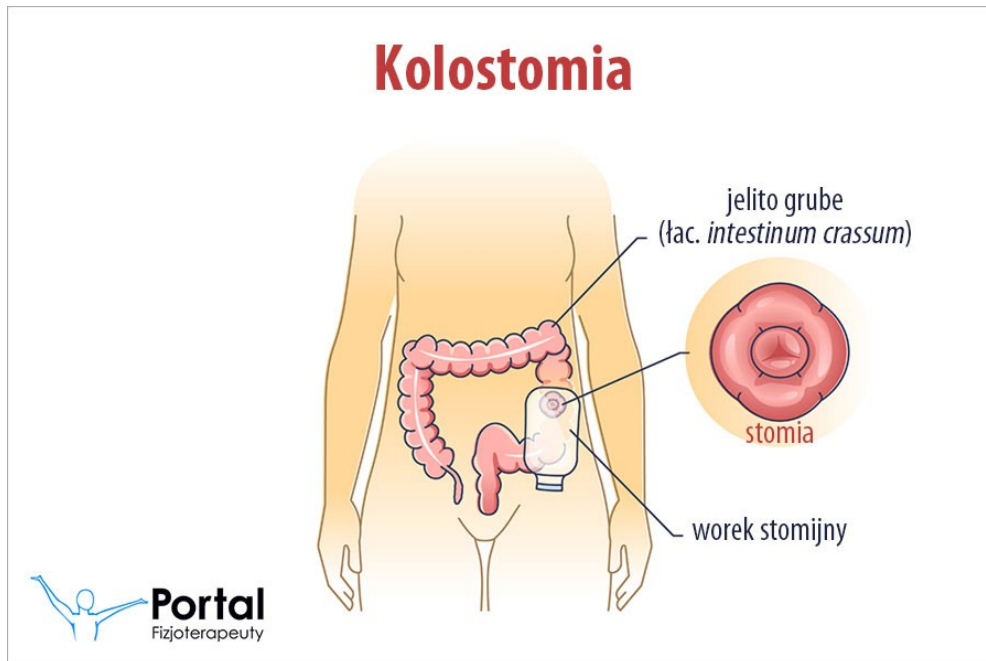 Kolostomia
jelito grube
(łac. intestinum crassum)
stomia
worek stomijny
Portal
Fizjoterapeuty